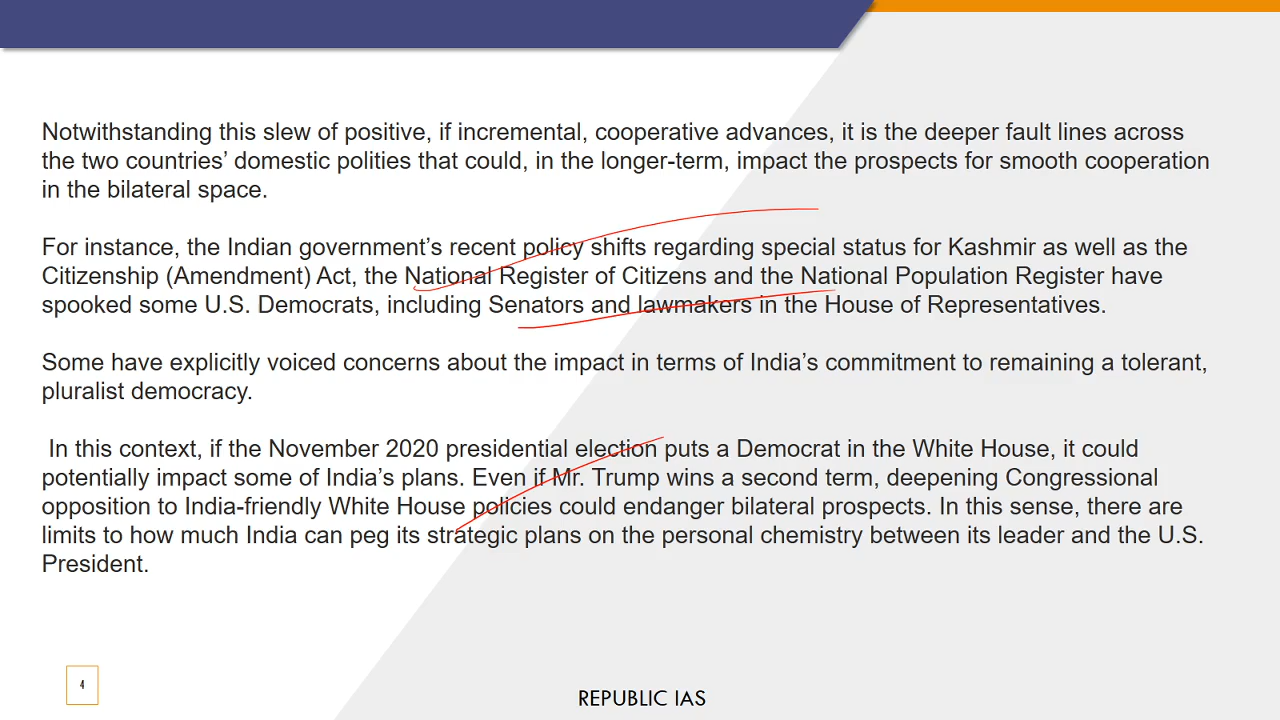 Notwithstanding this slew of positive, if incremental, cooperative advances, it is the deeper fault lines across
the two countries’ domestic polities that could, in the longer-term, impact the prospects for smooth cooperation
in the bilateral space.
For instance, the Indian government’s recent policy shifts regarding special status for Kashmir as well as the
Citizenship (Amendment) Act, the National Register of Citizens and the National Population Register have
spooked some U.S. Democrats, including Senators and lawmakers in the House of Representatives.
Some have explicitly voiced concerns about the impact in terms of India’s commitment to remaining a tolerant,
pluralist democracy.
In this context, if the November 2020 presidential election puts a Democrat in the White House, it could
potentially impact some of India’s plans. Even if Mr. Trump wins a second term, deepening Congressional
opposition to India-friendly White House policies could endanger bilateral prospects. In this sense, there are
limits to how much India can peg its strategic plans on the personal chemistry between its leader and the U.S.
President.
4
REPUBLIC IAS